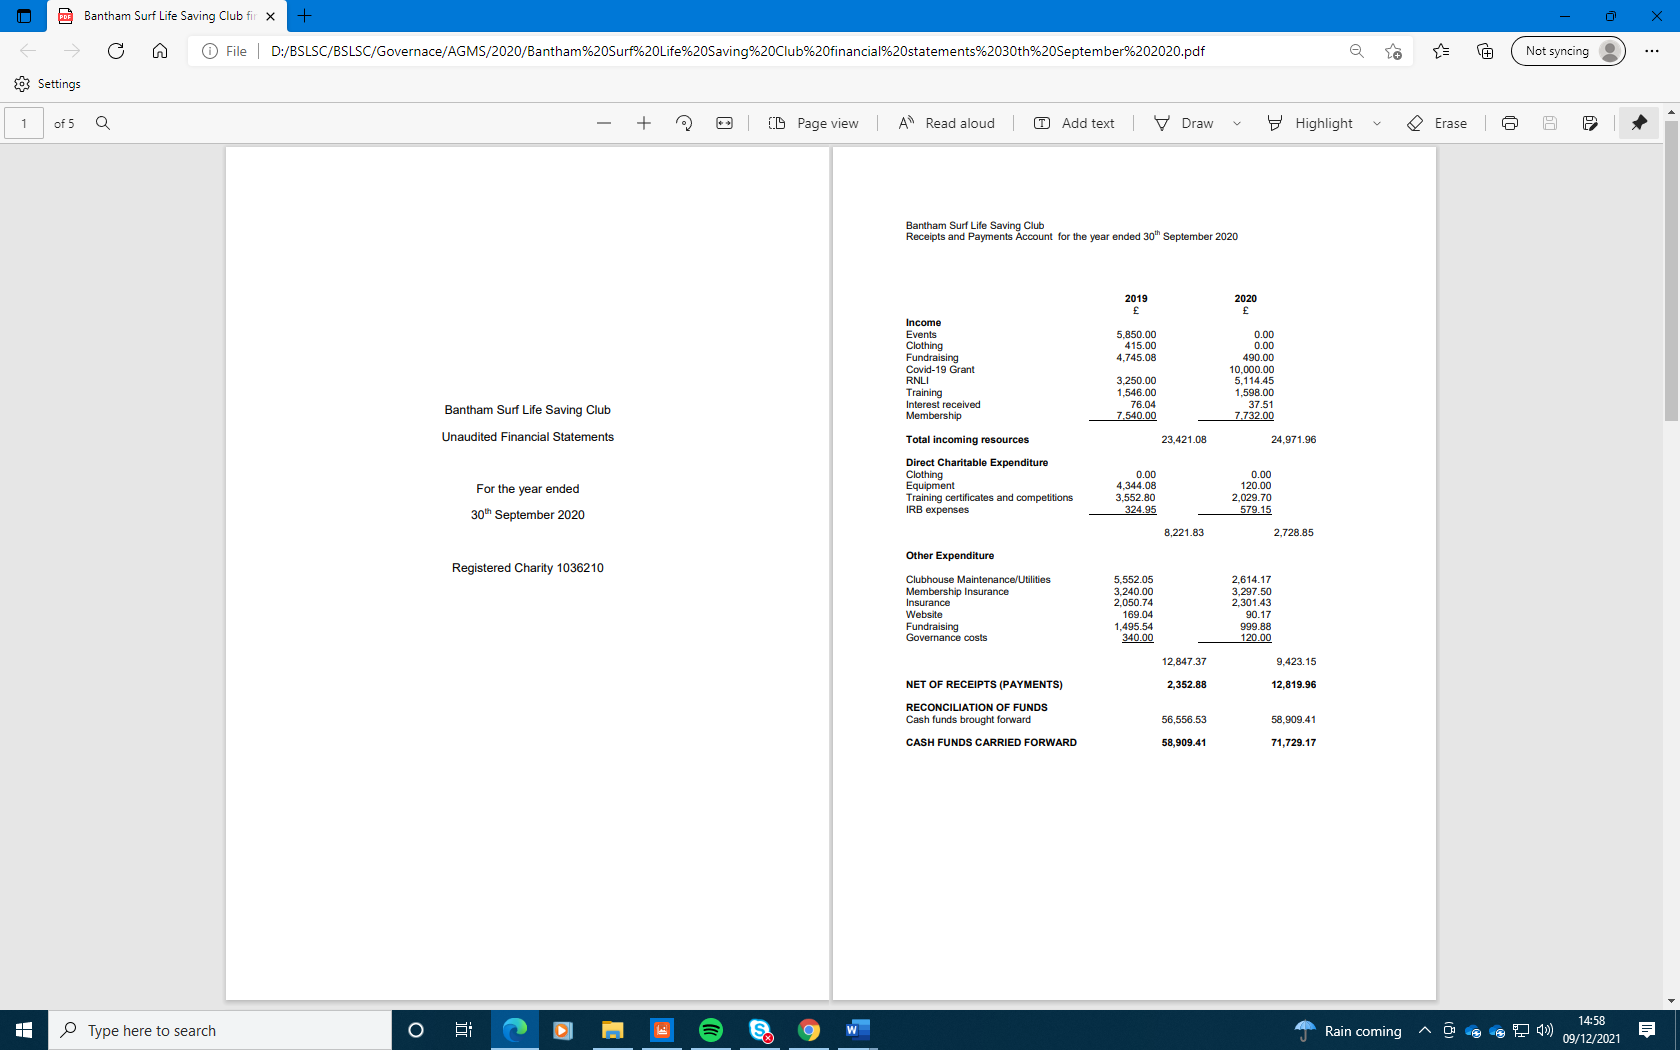 Bantham Surf Life Saving Club fin
File D:/BSLSC/BSLSC/Governace/AGMS/2020/Bantham%20Surf%20Life%20Saving%20Club%20financial%20statements%2030th%20September%202020.pdf Not syncing
Settings
1 of 5 Page view Read aloud Add text Draw Highlight Erase
Bantham Surf Life Saving Club
Unaudited Financial Statements
For the year ended
30th September 2020
Registered Charity 1036210
Bantham Surf Life Saving Club
Receipts and Payments Account for the year ended 30th September 2020
2019 2020
£ £
Income
Events 5,850.00 0.00
Clothing 415.00 0.00
Fundraising 4,745.08 490.00
Covid-19 Grant 10,000.00
RNLI 3,250.00 5,114.45
Training 1,546.00 1,598.00
Interest received 76.04 37.51
Membership 7,540.00 7,732.00
Total incoming resources 23,421.08 24,971.96
Direct Charitable Expenditure
Clothing 0.00 0.00
Equipment 4,344.08 120.00
Training certificates and competitions 3,552.80 2,029.70
IRB expenses 324.95 579.15
8,221.83 2,728.85
Other Expenditure
Clubhouse Maintenance/Utilities 5,552.05 2,614.17
Membership Insurance 3,240.00 3,297.50
Insurance 2,050.74 2,301.43
Website 169.04 90.17
Fundraising 1,495.54 999.88
Governance costs 340.00 120.00
12,847.37 9,423.15
NET OF RECEIPTS (PAYMENTS) 2,352.88 12,819.96
RECONCILIATION OF FUNDS
Cash funds brought forward 56,556.53 58,909.41
CASH FUNDS CARRIED FORWARD 58,909.41 71,729.17
Type here to search Rain coming 14:58
09/12/2021